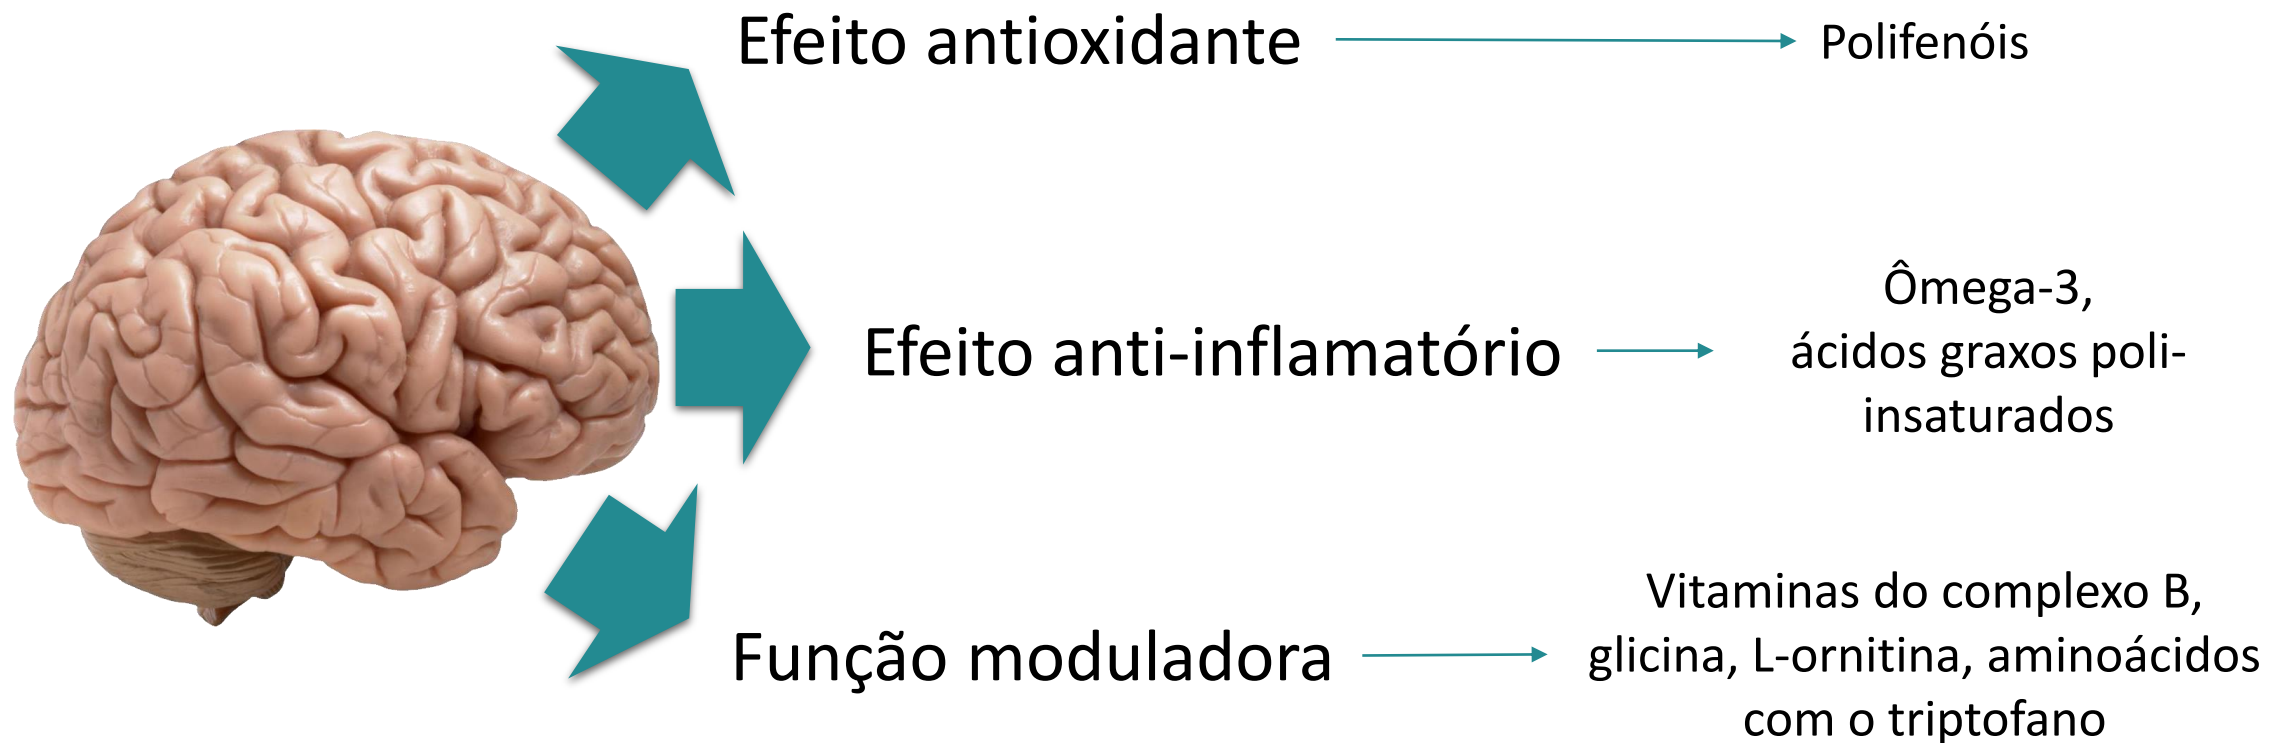 Efeito antioxidante
Polifenóis
Efeito anti-inflamatório
Ômega-3,
ácidos graxos poli-
insaturados
Função moduladora
Vitaminas do complexo B,
glicina, L-ornitina, aminoácidos
com o triptofano